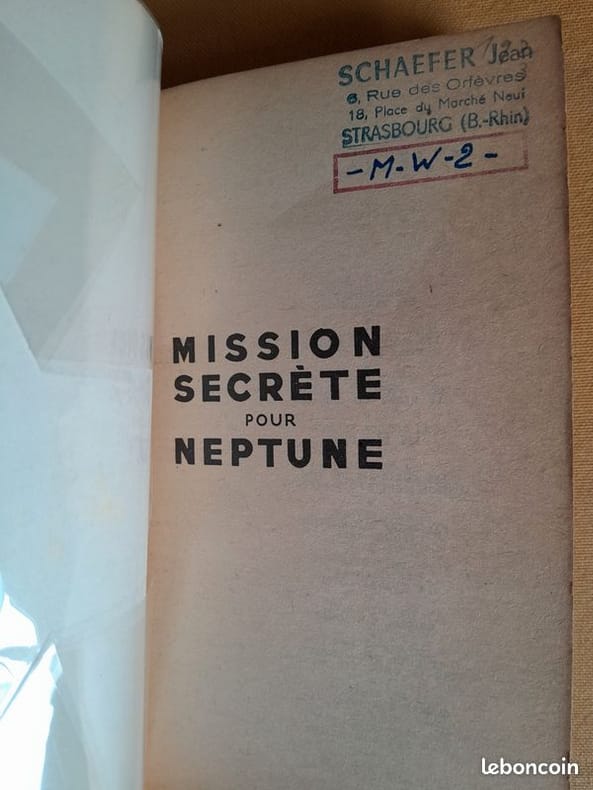 SCHAEFER Jean
6, Rue des Orfèvres
18, Place du Marché Neuf
STRASBOURG (B.-Rhin)
- M-W-2 -
MISSION
SECRÈTE
POUR
NEPTUNE
leboncoin